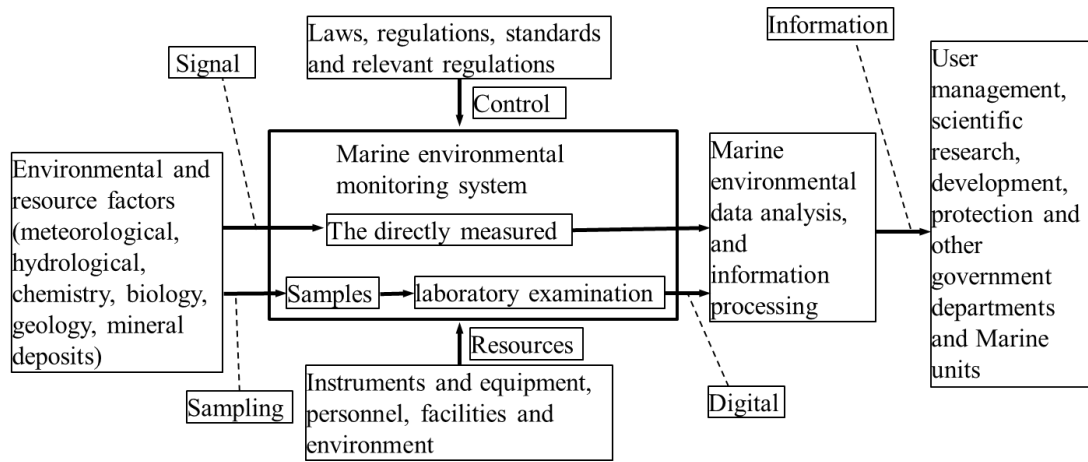 Laws, regulations, standards
and relevant regulations
Information
Signal
Control
User
management,
scientific
research,
development,
protection and
other
government
departments
and Marine
units
Environmental and
resource factors
(meteorological,
hydrological,
chemistry, biology,
geology, mineral
deposits)
Marine environmental
monitoring system
The directly measured
Samples
laboratory examination
Marine
environmental
data analysis,
and
information
processing
Resources
Sampling
Instruments and equipment,
personnel, facilities and
environment
Digital